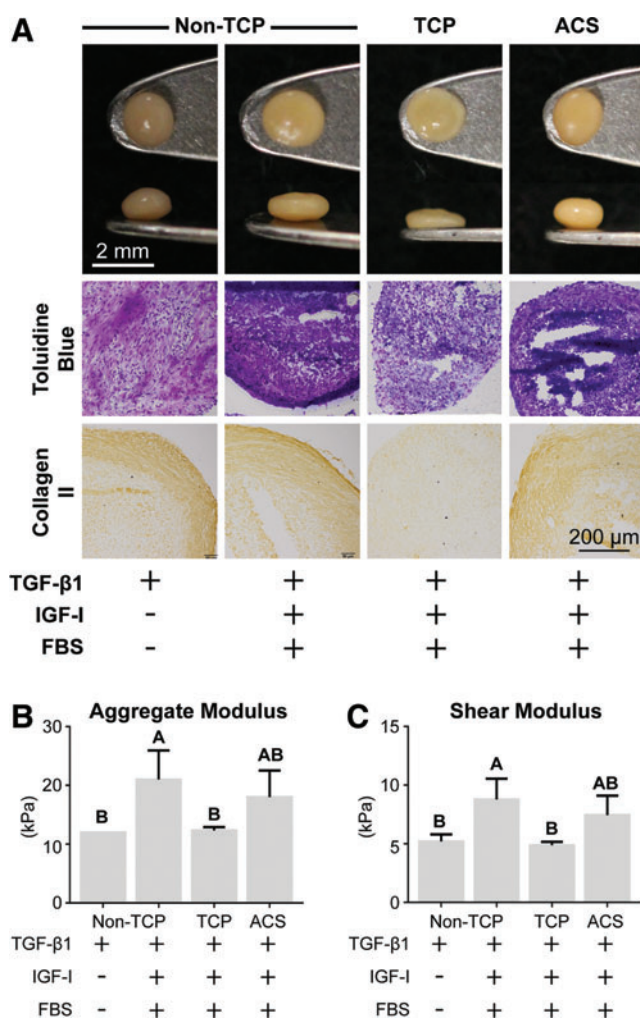 A
Non-TCP TCP ACS
2 mm
Toluidine
Blue
Collagen
II
200 μm
TGF-β1 + + + +
IGF-I - + + +
FBS - + + +
B Aggregate Modulus
A
AB
B
B
30
20
10
0
(kPa)
Non-TCP TCP ACS
TGF-β1 + + + +
IGF-I - + + +
FBS - + + +
C Shear Modulus
A
AB
B
B
15
10
5
0
(kPa)
Non-TCP TCP ACS
TGF-β1 + + + +
IGF-I - + + +
FBS - + + +